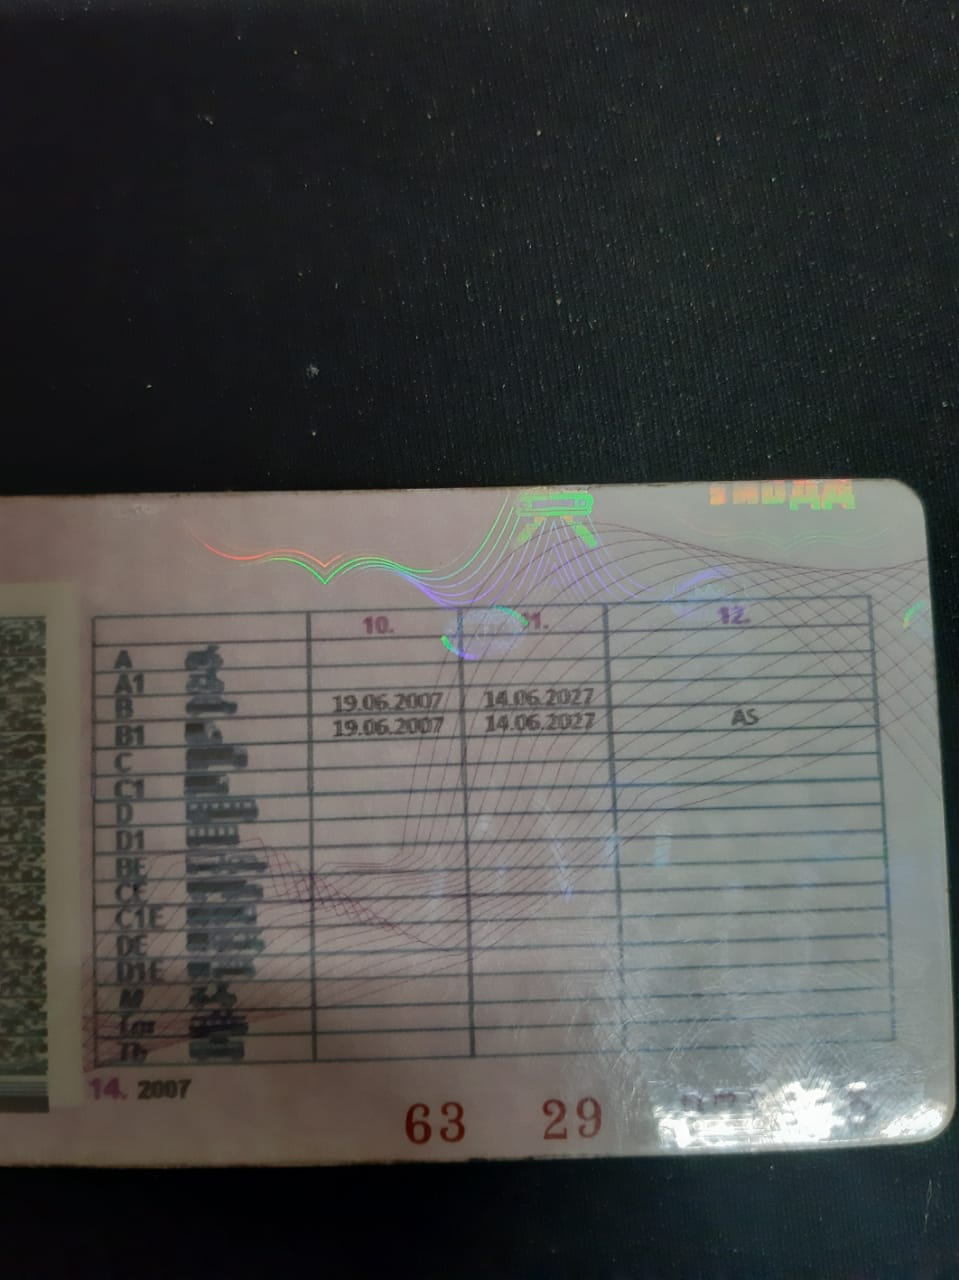 ГИБДД
10. 11. 12.
A
A1
B 19.06.2007 14.06.2027
B1 19.06.2007 14.06.2027 AS
C
C1
D
D1
BE
CE
C1E
DE
D1E
M
Tm
Tb
14. 2007
63 29